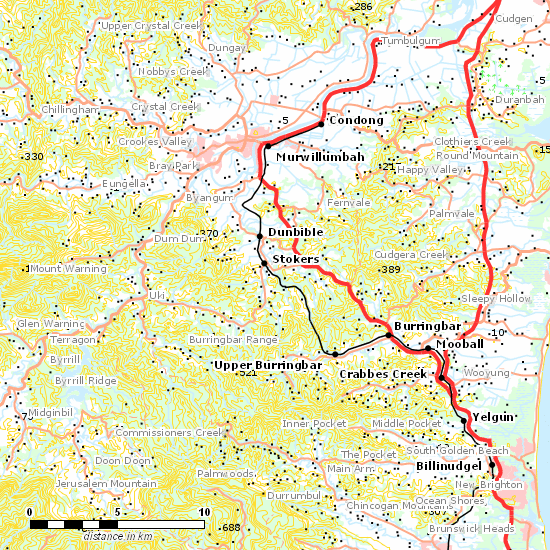 286
Cudgen
Upper Crystal Creek
Tumbulgum
Dungay
Nobbys Creek
5
Duranbah
Chillingham
Crystal Creek
5
Condong
Crookes Valley
Clothiers Creek
330
Murwillumbah
Round Mountain
Bray Park
Happy Valley
Eungella
Byangum
Fernvale
Palmvale
370
Dunbible
Dum Dum
Stokers
Cudgera Creek
Mount Warning
389
Uki
Sleepy Hollow
Glen Warning
Burringbar
10
Terragon
Burringbar Range
Mooball
Byrrill
Upper Burringbar
Crabbes Creek
Wooyung
521
Byrrill Ridge
Midginbil
Yelgun
Inner Pocket
Middle Pocket
Commissioners Creek
South Golden Beach
The Pocket
Doon Doon
Main Arm
Billinudgel
Palmwoods
Jerusalem Mountain
New Brighton
Durrumbul
Ocean Shores
Chincogan Mountains
307
0 5 10
688
Brunswick Heads
distance in km